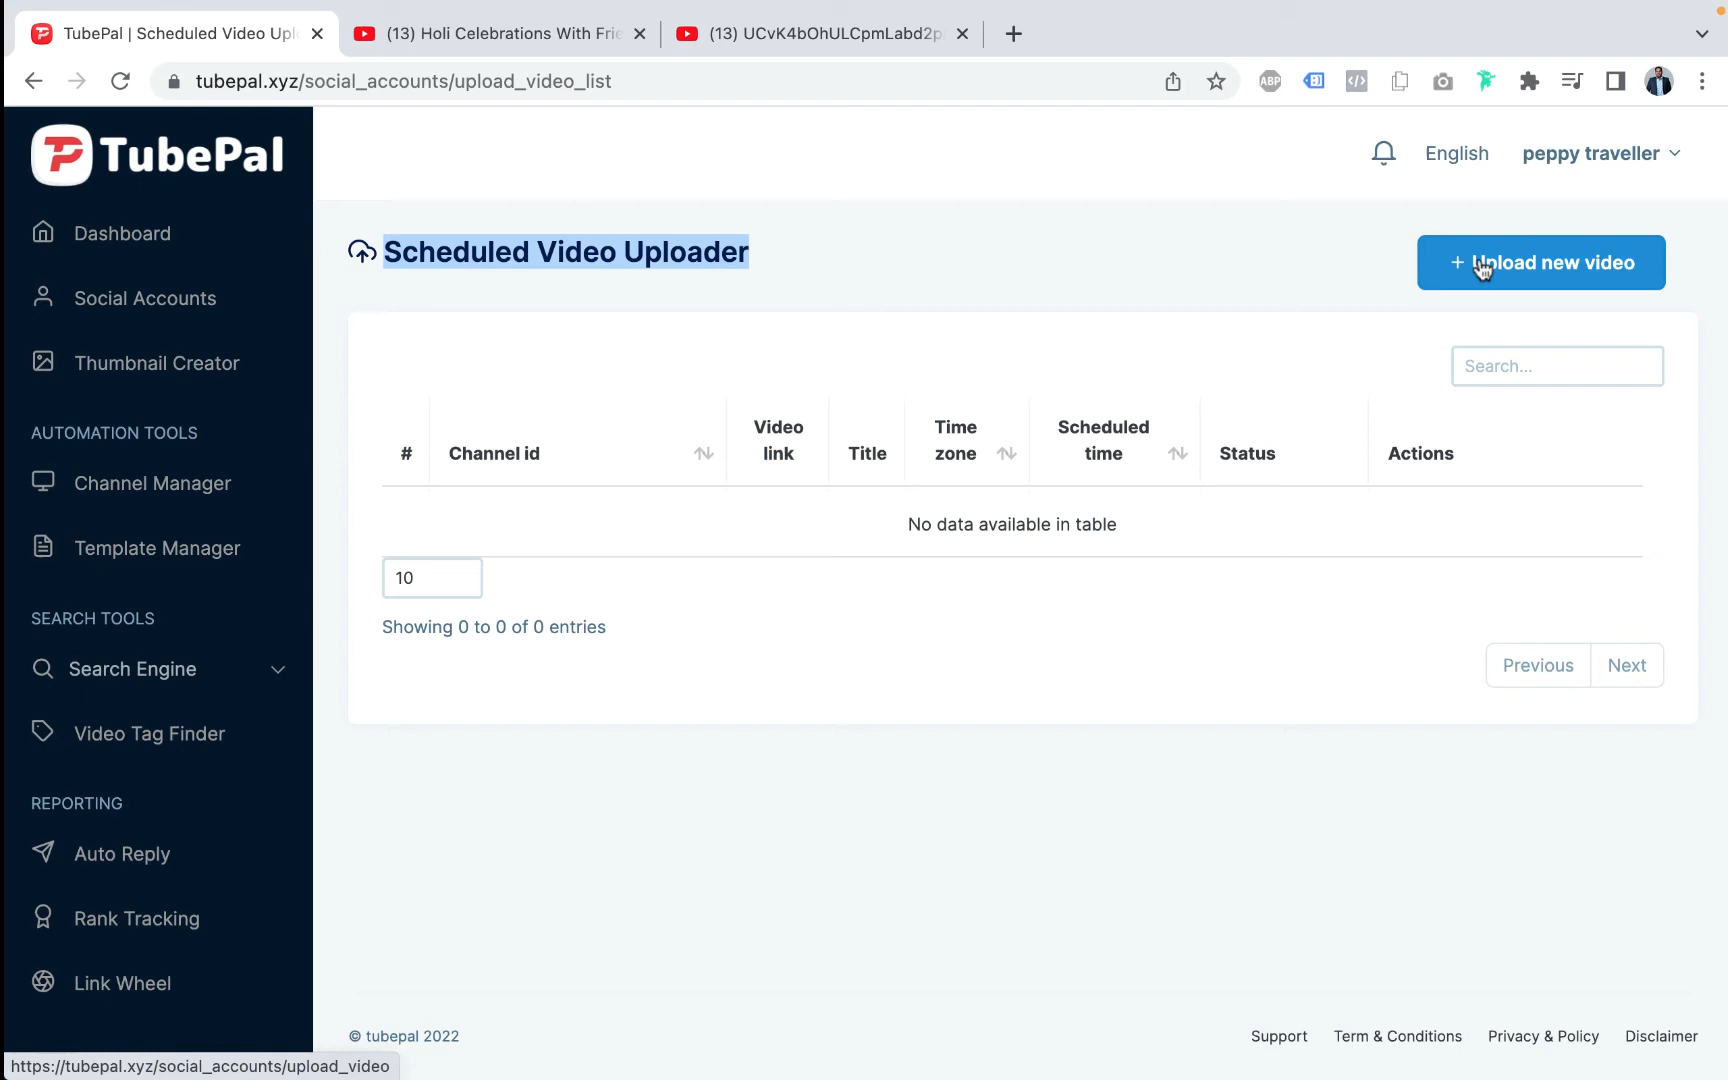 TubePal | Scheduled Video Upl
(13) Holi Celebrations With Frie
(13) UCvK4bOhULCpmLabd2p
tubepal.xyz/social_accounts/upload_video_list
ABP
TubePal
English
peppy traveller
Dashboard
Social Accounts
Thumbnail Creator
AUTOMATION TOOLS
Channel Manager
Template Manager
SEARCH TOOLS
Search Engine
Video Tag Finder
REPORTING
Auto Reply
Rank Tracking
Link Wheel
Scheduled Video Uploader
+ Upload new video
Search...
# Channel id Video link Title Time zone Scheduled time Status Actions
No data available in table
10
Showing 0 to 0 of 0 entries
Previous Next
© tubepal 2022
Support Term & Conditions Privacy & Policy Disclaimer
https://tubepal.xyz/social_accounts/upload_video